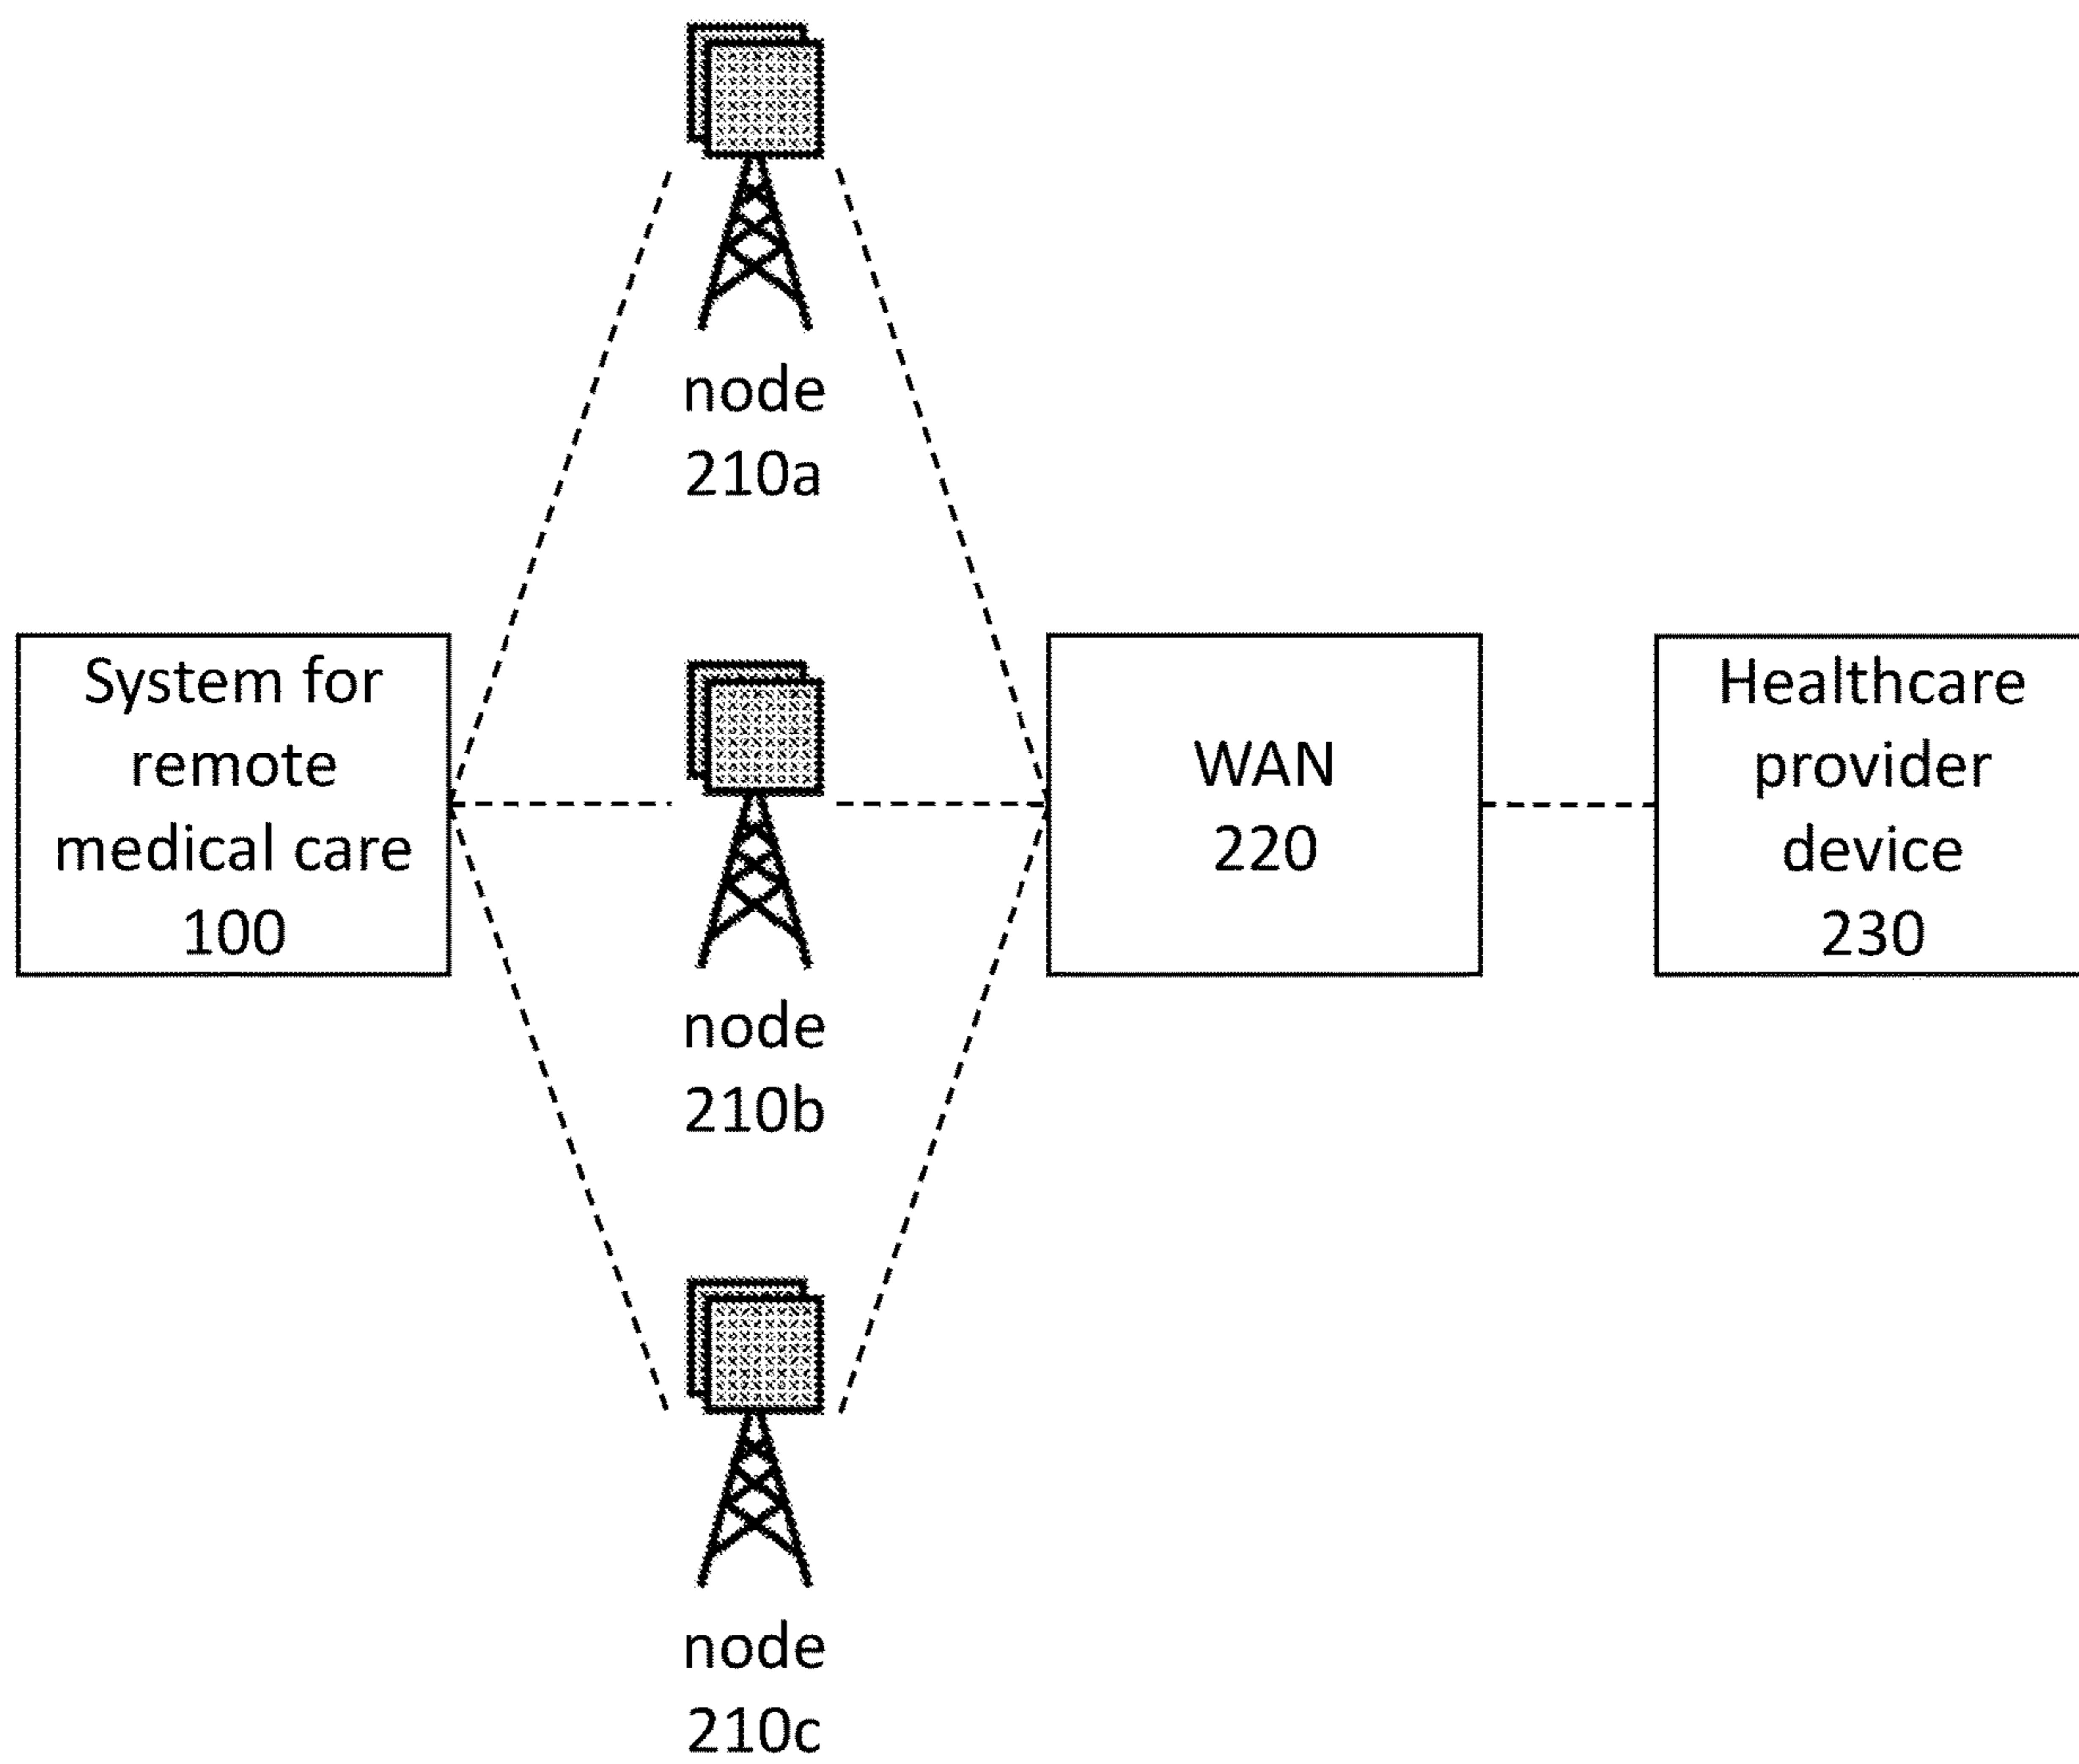 node
210a
System for
remote
medical care
100
node
210b
WAN
220
Healthcare
provider
device
230
node
210c